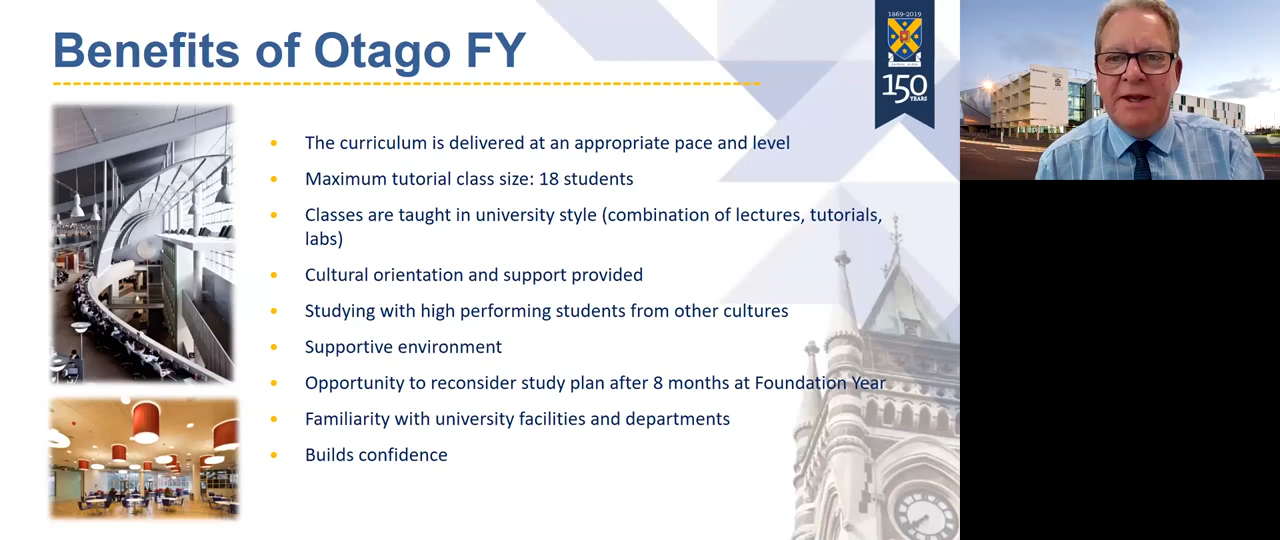 Benefits of Otago FY
1869-2019
150
YEARS
The curriculum is delivered at an appropriate pace and level
Maximum tutorial class size: 18 students
Classes are taught in university style (combination of lectures, tutorials,
labs)
Cultural orientation and support provided
Studying with high performing students from other cultures
Supportive environment
Opportunity to reconsider study plan after 8 months at Foundation Year
Familiarity with university facilities and departments
Builds confidence